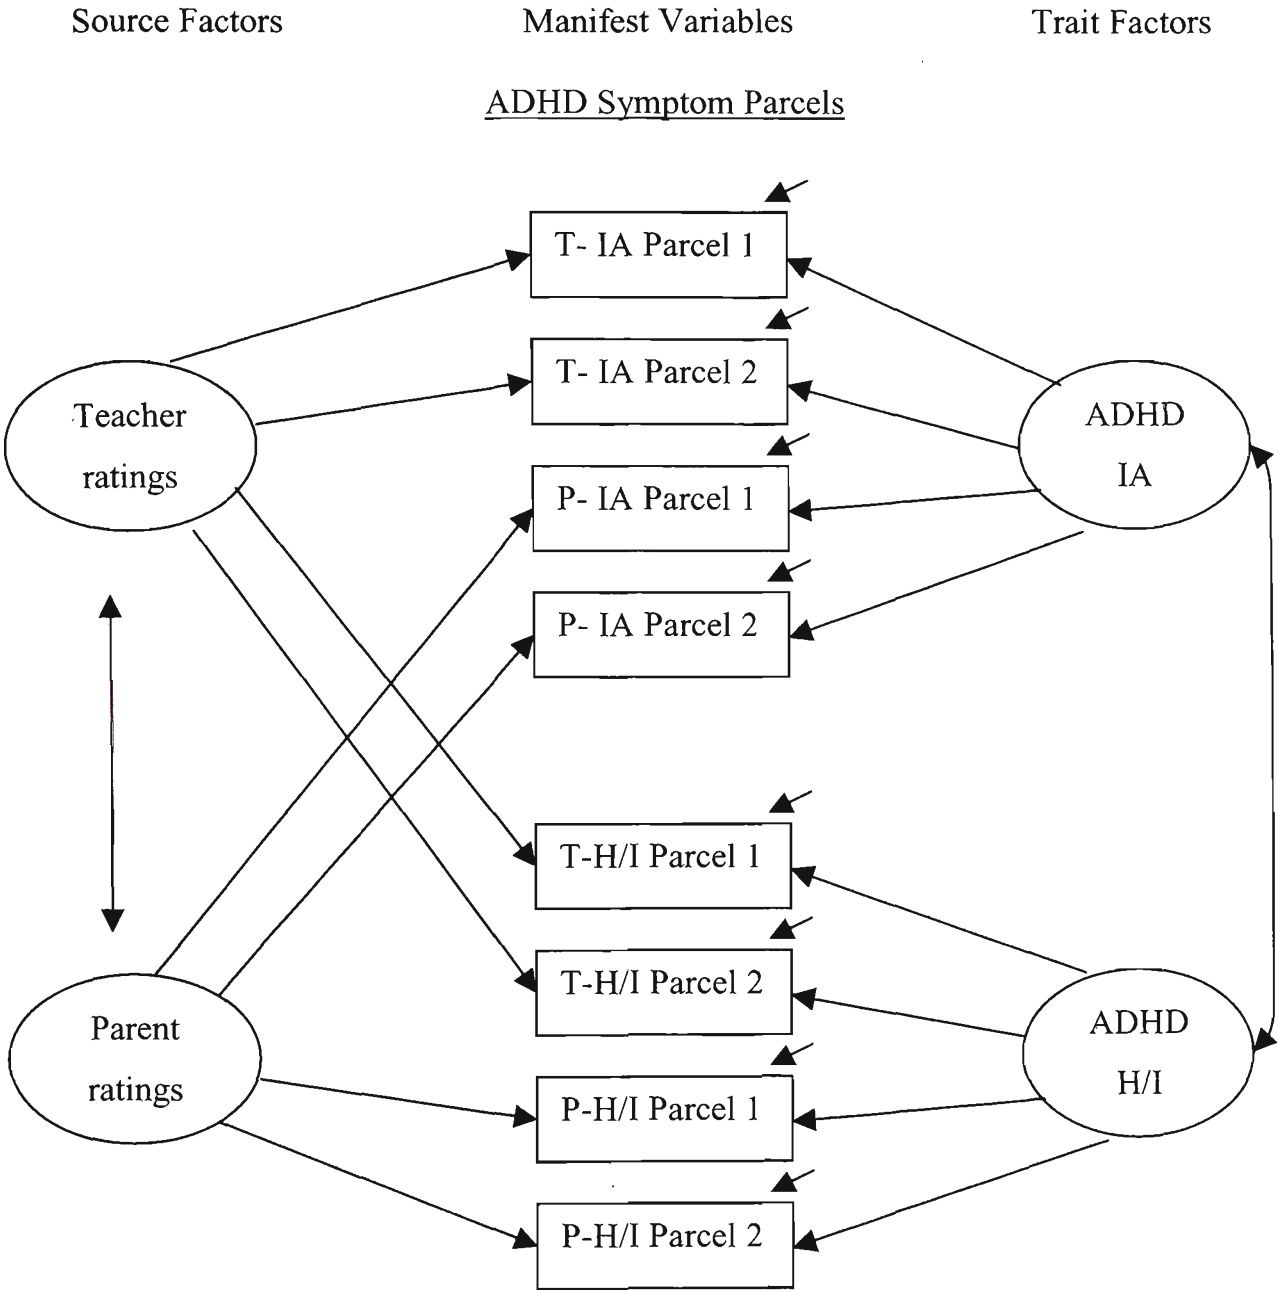 Source Factors
Manifest Variables
Trait Factors
ADHD Symptom Parcels
T- IA Parcel 1
T- IA Parcel 2
P- IA Parcel 1
P- IA Parcel 2
T-H/I Parcel 1
T-H/I Parcel 2
P-H/I Parcel 1
P-H/I Parcel 2
Teacher
ratings
Parent
ratings
ADHD
IA
ADHD
H/I